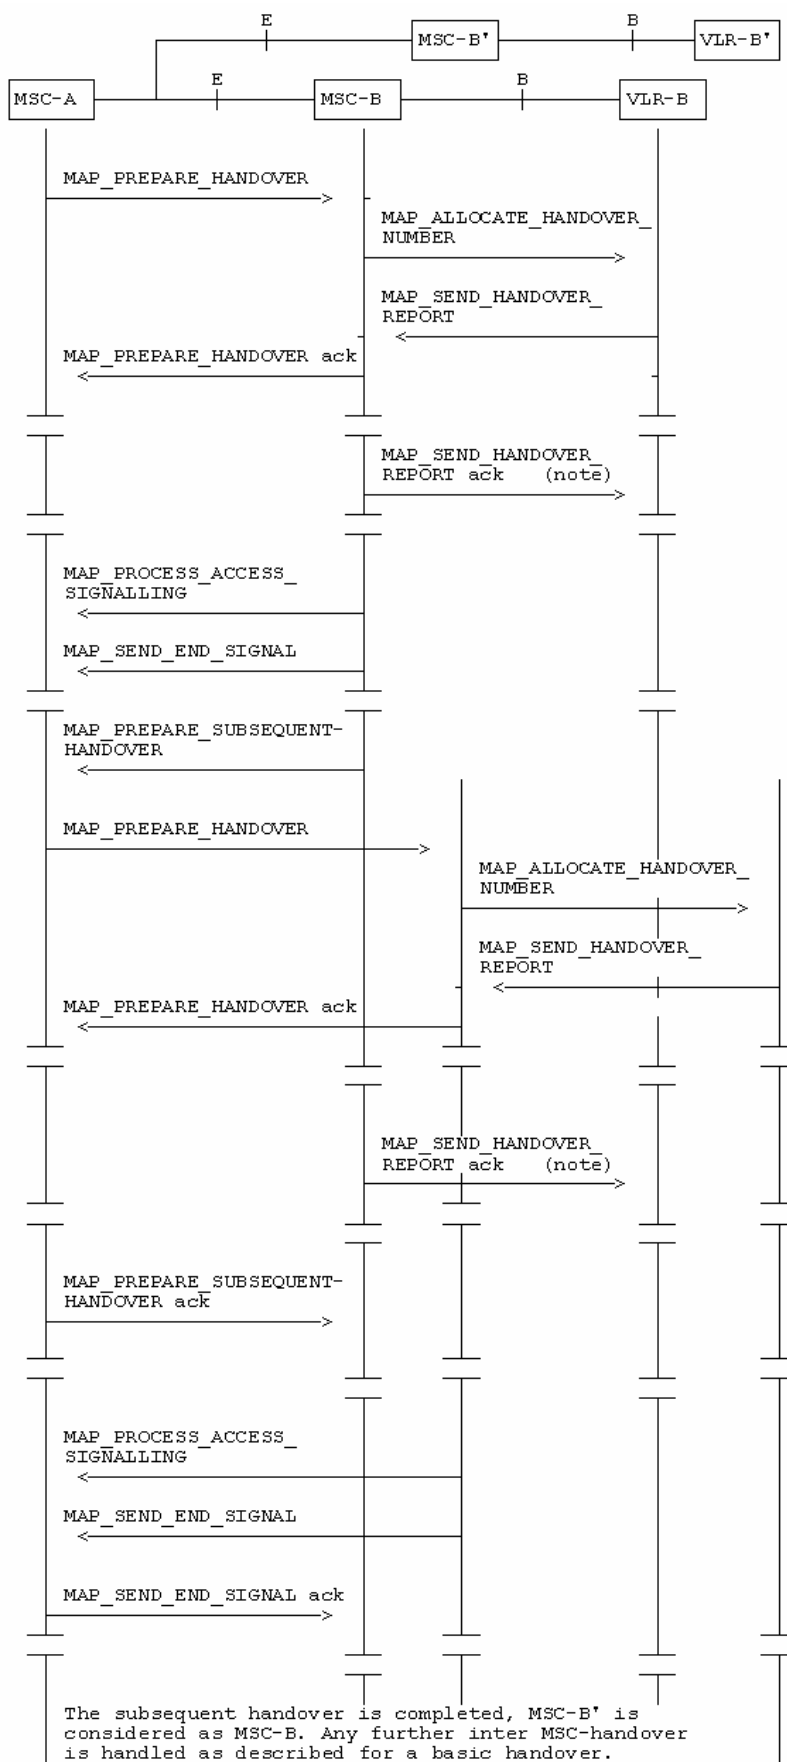 E
B
MSC-B'
VLR-B'
E
B
MSC-A
MSC-B
VLR-B
MAP_PREPARE_HANDOVER
MAP_ALLOCATE_HANDOVER_
NUMBER
MAP_SEND_HANDOVER_
REPORT
MAP_PREPARE_HANDOVER ack
MAP_SEND_HANDOVER_
REPORT ack (note)
MAP_PROCESS_ACCESS_
SIGNALLING
MAP_SEND_END_SIGNAL
MAP_PREPARE_SUBSEQUENT-
HANDOVER
MAP_PREPARE_HANDOVER
MAP_ALLOCATE_HANDOVER_
NUMBER
MAP_SEND_HANDOVER_
REPORT
MAP_PREPARE_HANDOVER ack
MAP_SEND_HANDOVER_
REPORT ack (note)
MAP_PREPARE_SUBSEQUENT-
HANDOVER ack
MAP_PROCESS_ACCESS_
SIGNALLING
MAP_SEND_END_SIGNAL
MAP_SEND_END_SIGNAL ack
The subsequent handover is completed, MSC-B' is
considered as MSC-B. Any further inter MSC-handover
is handled as described for a basic handover.